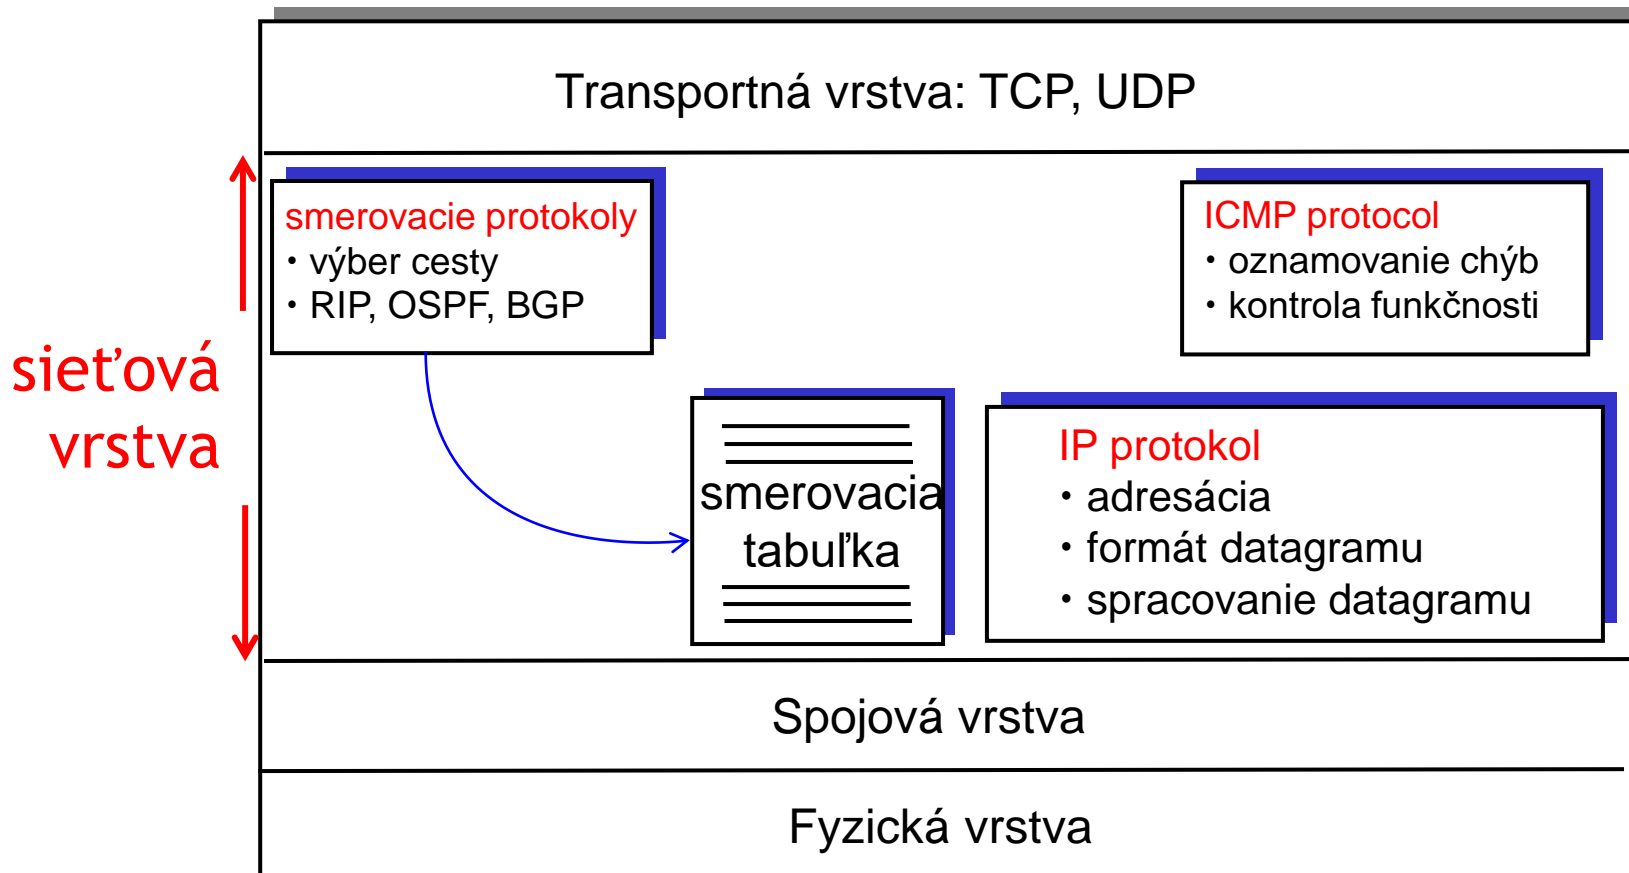 Transportná vrstva: TCP, UDP
smerovacie protokoly
• výber cesty
• RIP, OSPF, BGP
ICMP protocol
• oznamovanie chýb
• kontrola funkčnosti
sieťová
vrstva
smerovacia
tabuľka
IP protokol
• adresácia
• formát datagramu
• spracovanie datagramu
Spojová vrstva
Fyzická vrstva